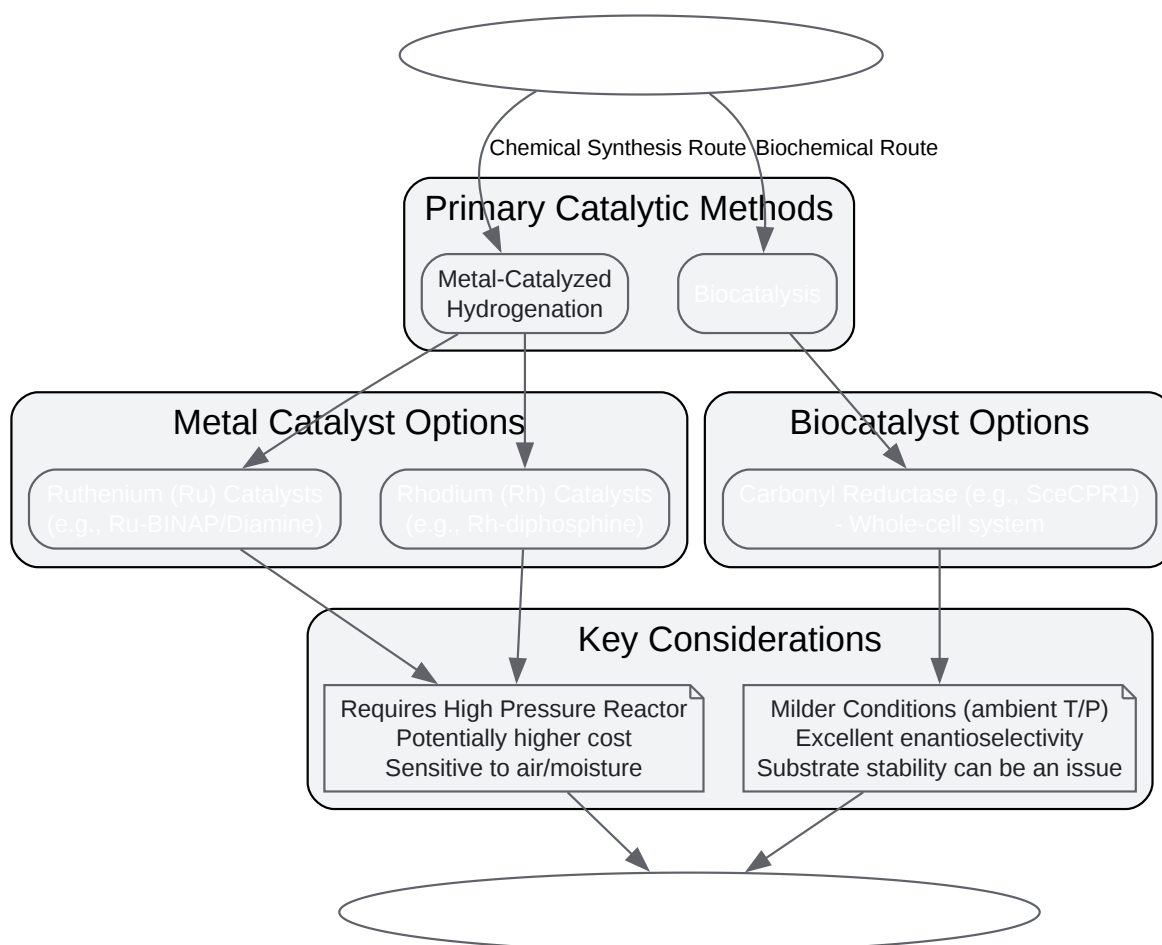 Chemical Synthesis Route
Biochemical Route
Primary Catalytic Methods
Metal-Catalyzed
Hydrogenation
Biocatalysis
Metal Catalyst Options
Biocatalyst Options
Ruthenium (Ru) Catalysts
(e.g., Ru-BINAP/Diamine)
Rhodium (Rh) Catalysts
(e.g., Rh-diphosphine)
Carbonyl Reductase (e.g., SceCPR1)
- Whole-cell system
Key Considerations
Requires High Pressure Reactor
Potentially higher cost
Sensitive to air/moisture
Milder Conditions (ambient T/P)
Excellent enantioselectivity
Substrate stability can be an issue